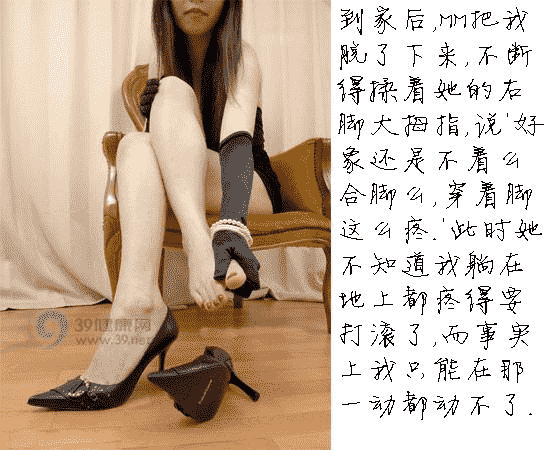 到家后,MM把我
脱了下来,不断
得揉着她的右
脚大拇指,说'好
象还是不着么
合脚么,穿着脚
这么疼.'此时她
不知道我躺在
地上都疼得要
打滚了,而事实
上我只能在那
一动都动不了.
39健康网
www.39.net